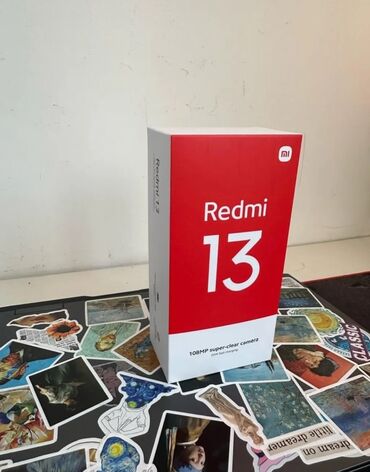 mi
Redmi
13
108MP super-clear camera
Redmi 13
CLASSIC
little dreamer
dream on